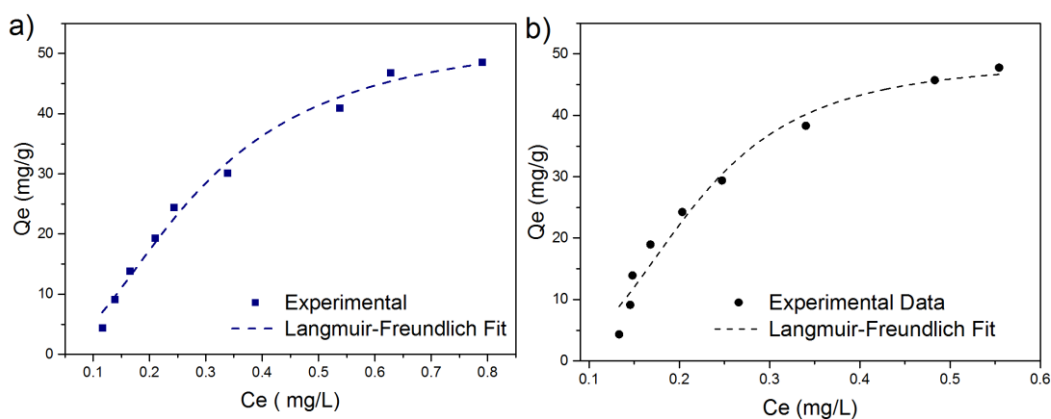 a)
Qe (mg/g)
50
40
30
20
10
0
Experimental
Langmuir-Freundlich Fit
0.1 0.2 0.3 0.4 0.5 0.6 0.7 0.8
Ce ( mg/L)
b)
Qe (mg/g)
50
40
30
20
10
0
Experimental Data
Langmuir-Freundlich Fit
0.1 0.2 0.3 0.4 0.5 0.6
Ce (mg/L)